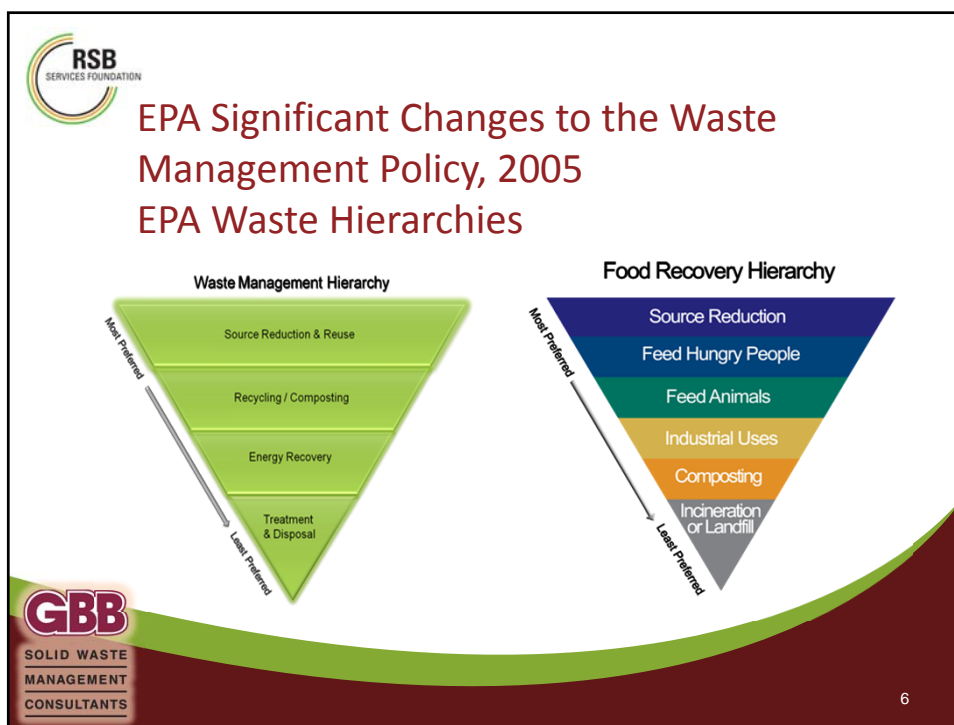 RSB
SERVICES FOUNDATION
EPA Significant Changes to the Waste
Management Policy, 2005
EPA Waste Hierarchies
Waste Management Hierarchy
Most Preferred
Source Reduction & Reuse
Recycling / Composting
Energy Recovery
Treatment
& Disposal
Least Preferred
Food Recovery Hierarchy
Most Preferred
Source Reduction
Feed Hungry People
Feed Animals
Industrial Uses
Composting
Incineration
or Landfill
Least Preferred
GBB
SOLID WASTE
MANAGEMENT
CONSULTANTS
6